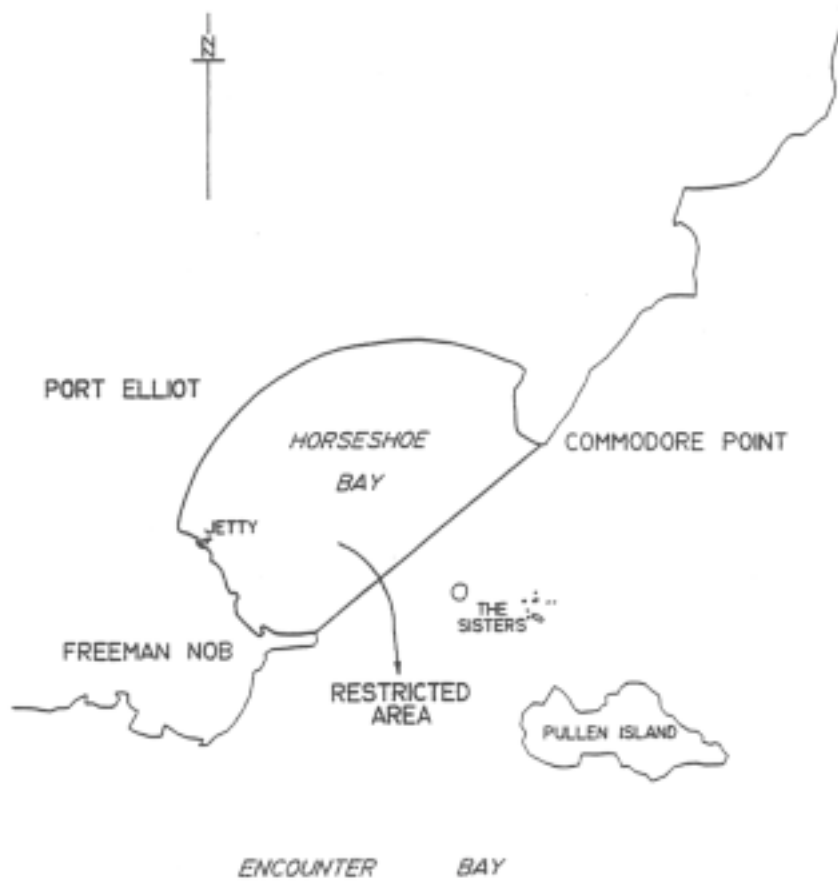 N
PORT ELLIOT
HORSESHOE
BAY
COMMODORE POINT
JETTY
THE
SISTERS
FREEMAN NOB
RESTRICTED
AREA
PULLEN ISLAND
ENCOUNTER BAY